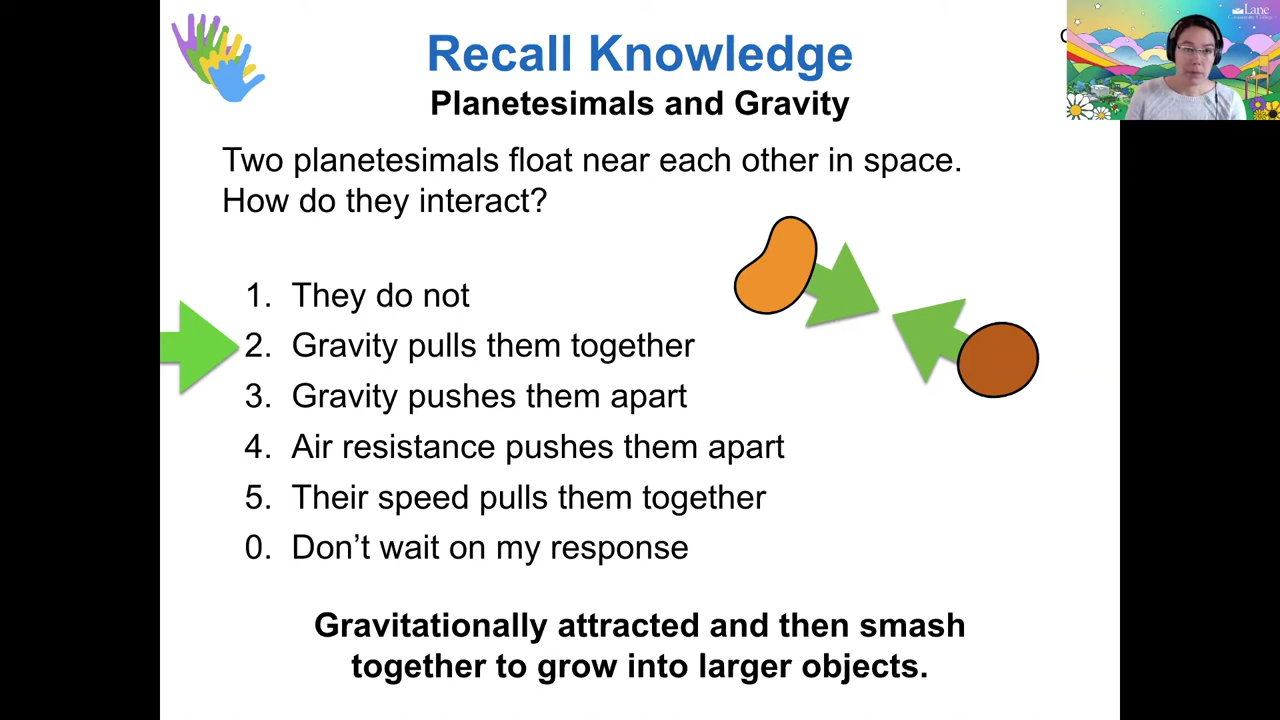 Recall Knowledge
Planetesimals and Gravity
Lane
Community College
Two planetesimals float near each other in space.
How do they interact?
1. They do not
2. Gravity pulls them together
3. Gravity pushes them apart
4. Air resistance pushes them apart
5. Their speed pulls them together
0. Don’t wait on my response
Gravitationally attracted and then smash
together to grow into larger objects.